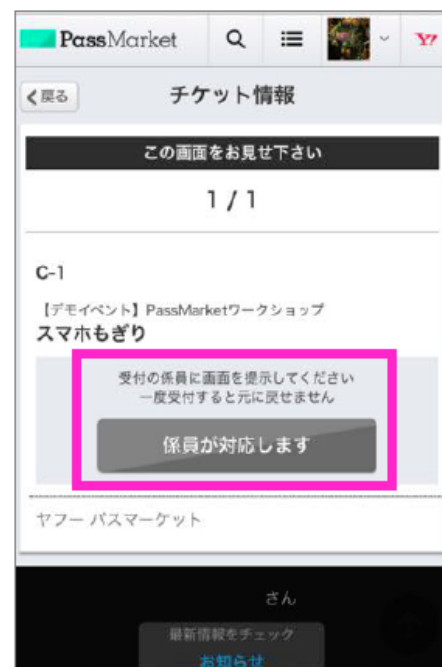 PassMarket
Y?
戻る
チケット情報
この画面をお見せ下さい
1 / 1
C-1
【デモイベント】PassMarketワークショップ
スマホもぎり
受付の係員に画面を提示してください
一度受付すると元に戻せません
係員が対応します
ヤフー パスマーケット
さん
最新情報をチェック
お知らせ